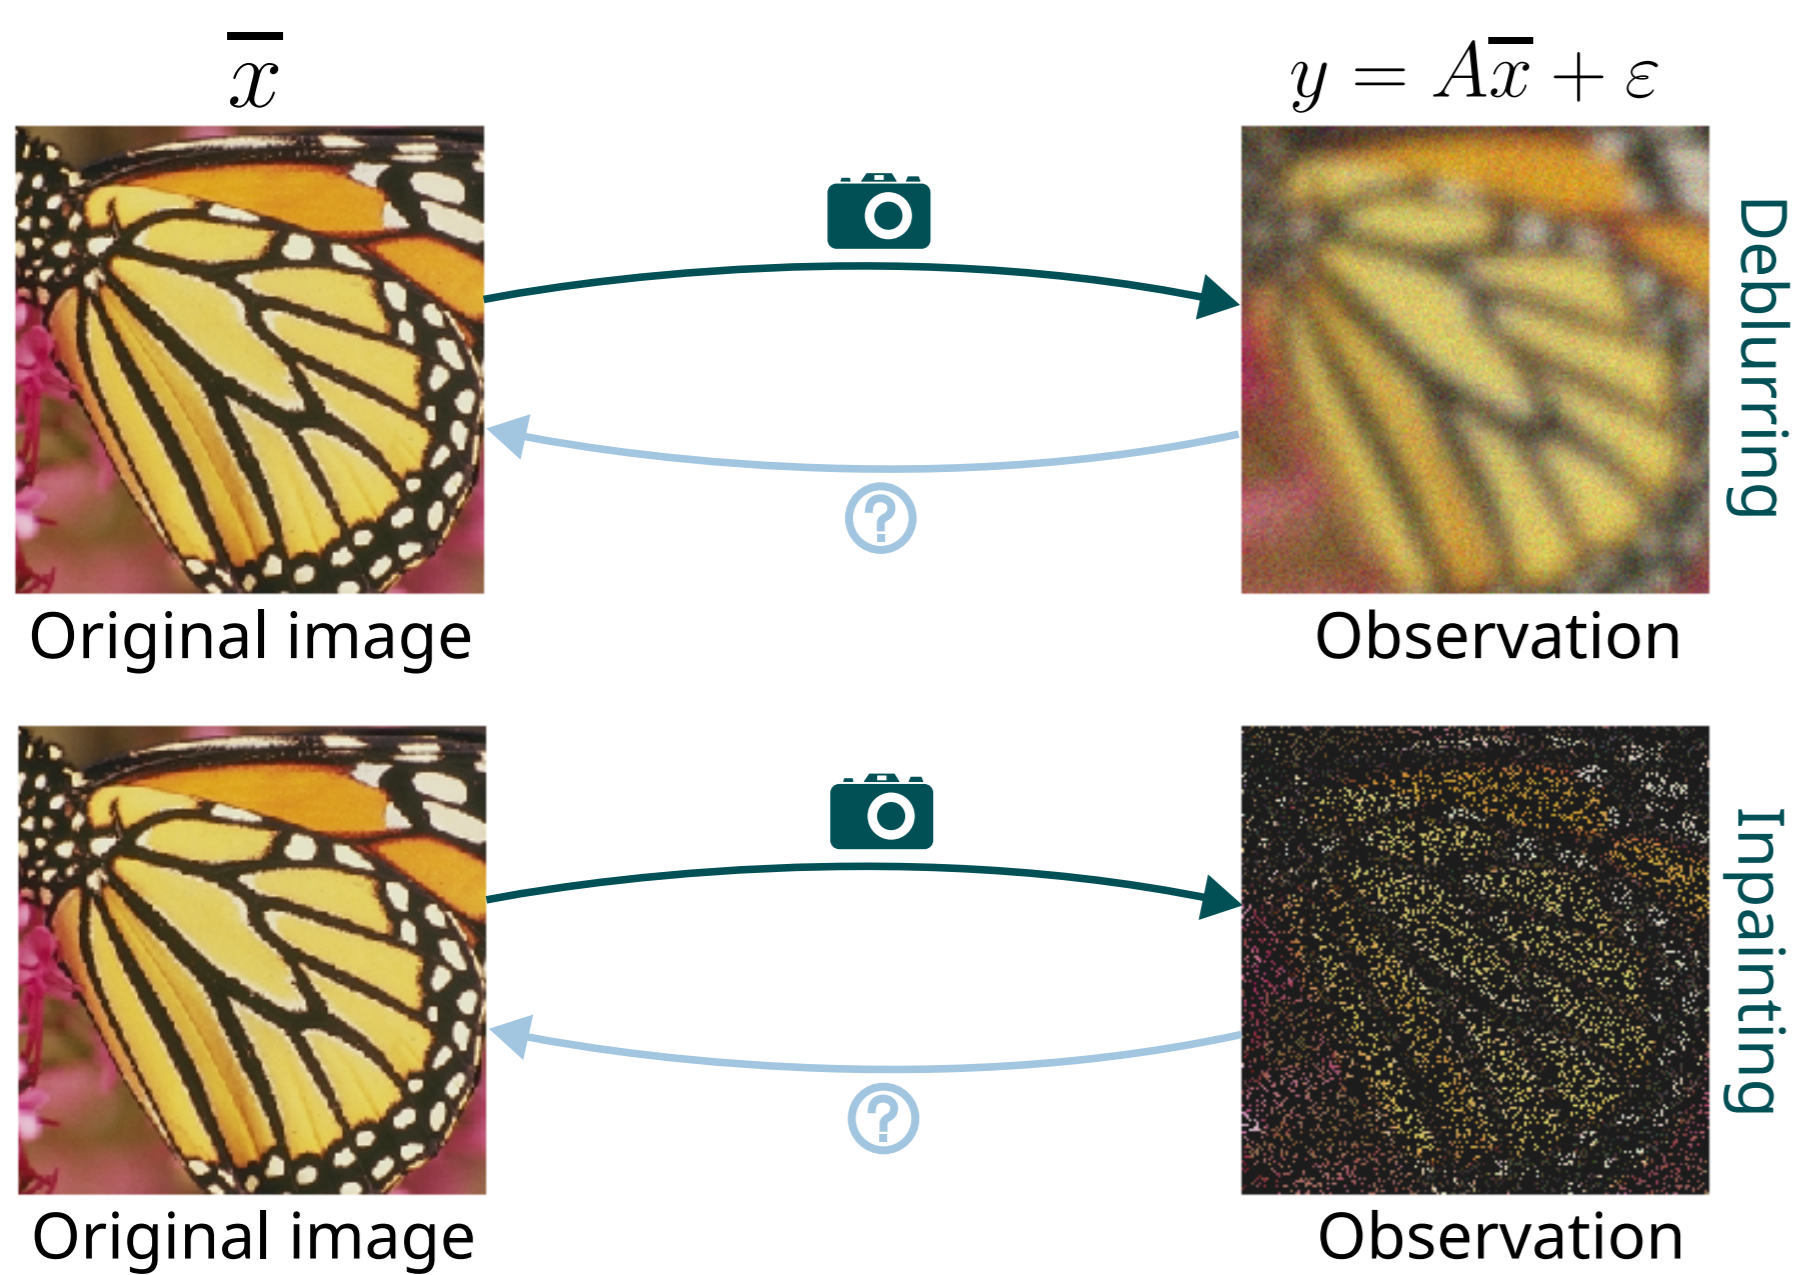 x̅
y = Ax̅ + ε
Deblurring
?
Original image
Observation
Inpainting
?
Original image
Observation